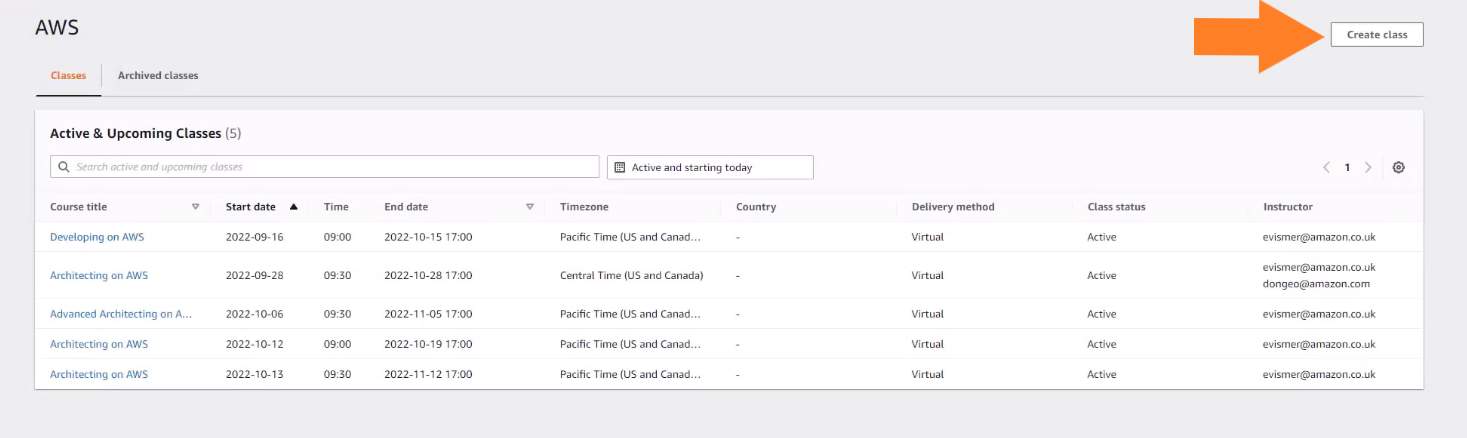 AWS
Create class
Classes Archived classes
Active & Upcoming Classes (5)
Search active and upcoming classes Active and starting today 1
Course title Start date Time End date Timezone Country Delivery method Class status Instructor
Developing on AWS 2022-09-16 09:00 2022-10-15 17:00 Pacific Time (US and Canad... - Virtual Active evismer@amazon.co.uk
Architecting on AWS 2022-09-28 09:30 2022-10-28 17:00 Central Time (US and Canada) - Virtual Active evismer@amazon.co.uk
dongeo@amazon.com
Advanced Architecting on A... 2022-10-06 09:30 2022-11-05 17:00 Pacific Time (US and Canad... - Virtual Active evismer@amazon.co.uk
Architecting on AWS 2022-10-12 09:00 2022-10-19 17:00 Pacific Time (US and Canad... - Virtual Active evismer@amazon.co.uk
Architecting on AWS 2022-10-13 09:30 2022-11-12 17:00 Pacific Time (US and Canad... - Virtual Active evismer@amazon.co.uk